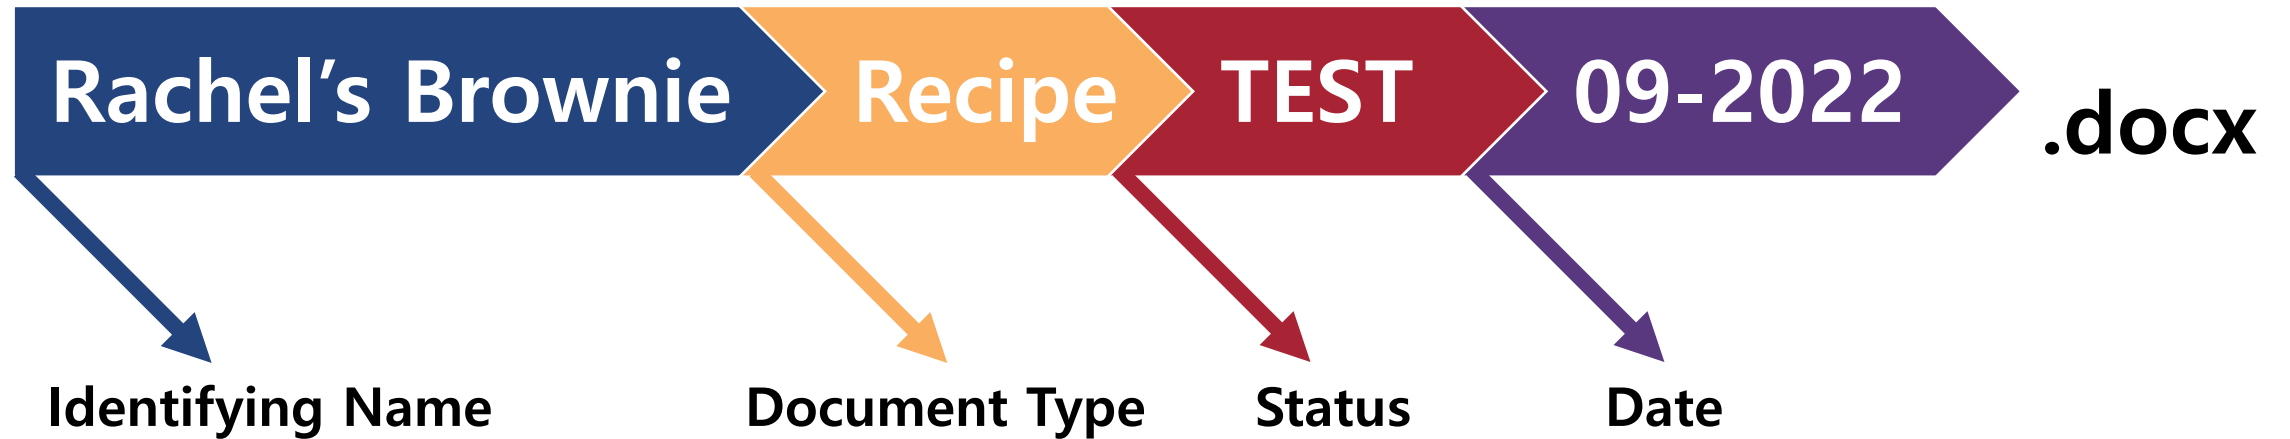 Rachel’s Brownie Recipe TEST 09-2022 .docx
Identifying Name Document Type Status Date